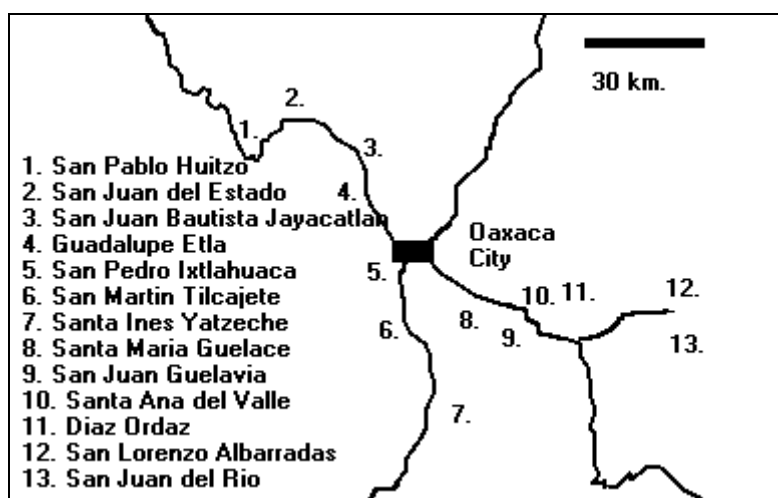 30 km.
2.
1.
3.
4.
1. San Pablo Huitzo
2. San Juan del Estado
3. San Juan Bautista Jayacatlan
4. Guadalupe Etla
5. San Pedro Ixtlahuaca
6. San Martin Tilcajete
7. Santa Ines Yatzeche
8. Santa Maria Guelace
9. San Juan Guelavia
10. Santa Ana del Valle
11. Diaz Ordaz
12. San Lorenzo Albarradas
13. San Juan del Rio
Oaxaca
City
5.
6.
7.
8.
9.
10.
11.
12.
13.